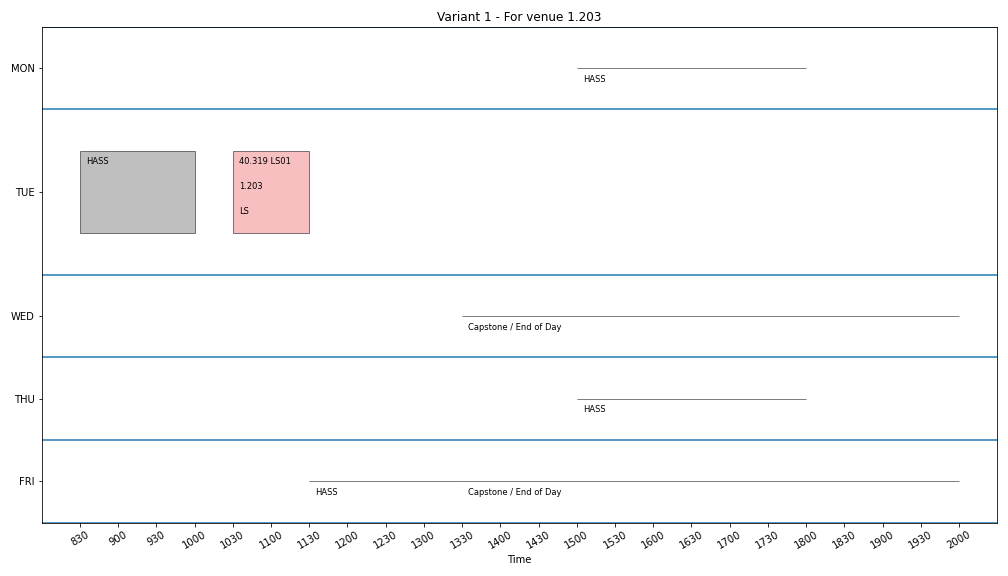 Variant 1 - For venue 1.203
MON
HASS
TUE
HASS
40.319 LS01
1.203
LS
WED
Capstone / End of Day
THU
HASS
FRI
HASS
Capstone / End of Day
830 900 930 1000 1030 1100 1130 1200 1230 1300 1330 1400 1430 1500 1530 1600 1630 1700 1730 1800 1830 1900 1930 2000
Time